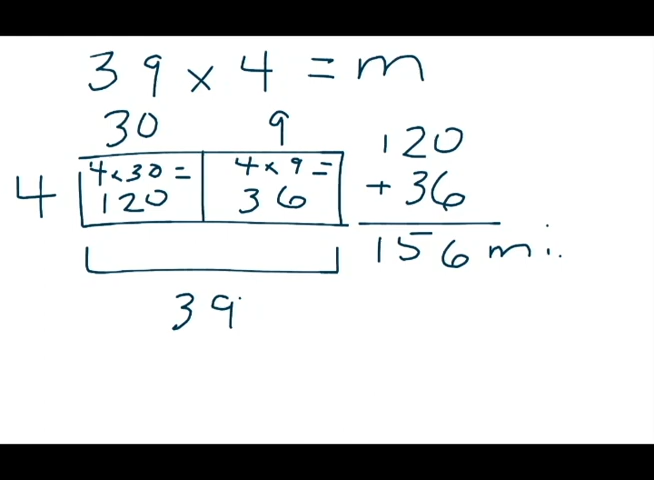 39 × 4 = m
30 9
4×30= 4×9=
4 120 36
120
+ 36
156 mi.
39